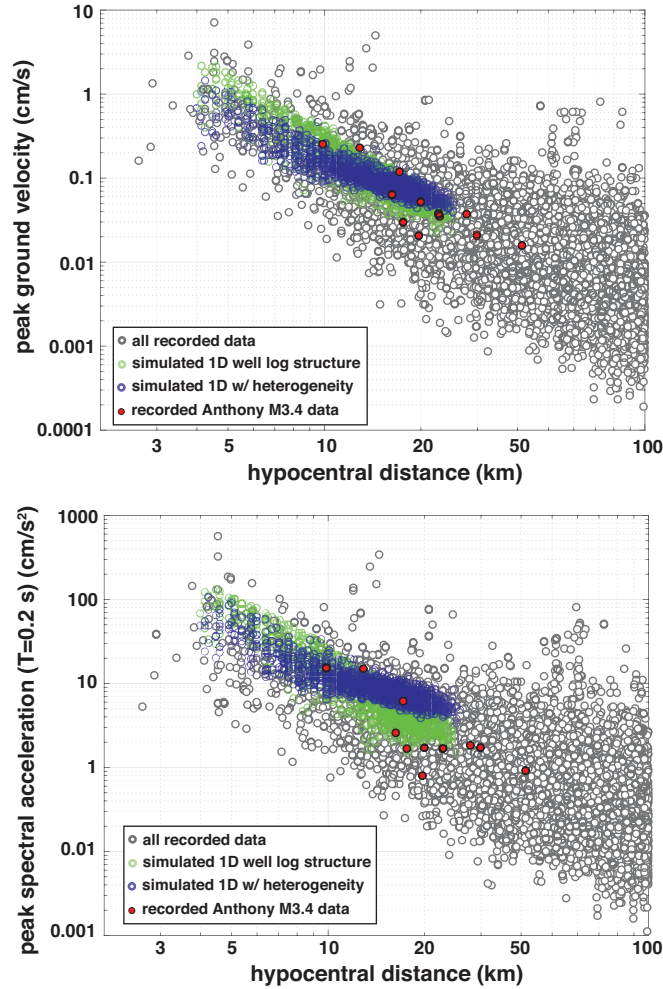 10
1
0.1
0.01
0.001
0.0001
peak ground velocity (cm/s)
all recorded data
simulated 1D well log structure
simulated 1D w/ heterogeneity
recorded Anthony M3.4 data
3 5 10 20 50 100
hypocentral distance (km)
1000
100
10
1
0.01
0.001
peak spectral acceleration (T=0.2 s) (cm/s²)
all recorded data
simulated 1D well log structure
simulated 1D w/ heterogeneity
recorded Anthony M3.4 data
3 5 10 20 50 100
hypocentral distance (km)